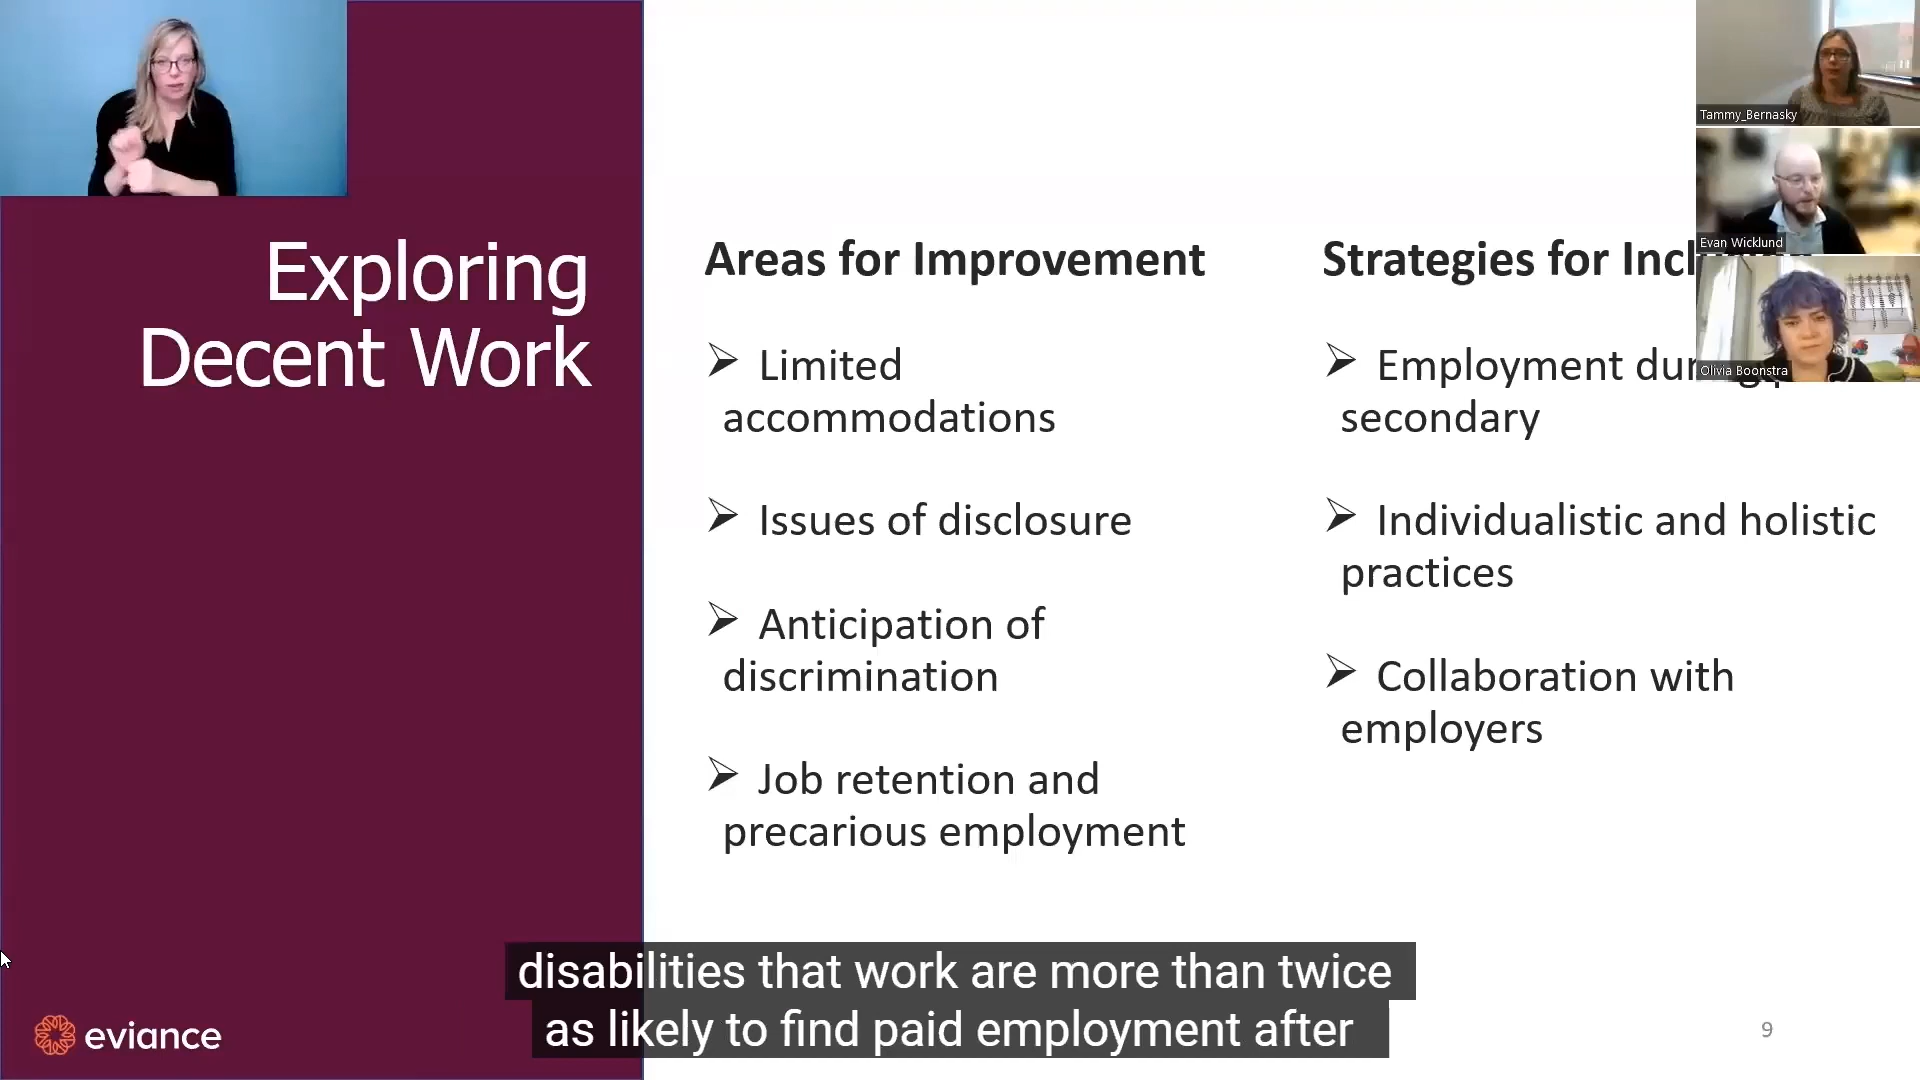 Exploring
Decent Work
Areas for Improvement
Limited
accommodations
Issues of disclosure
Anticipation of
discrimination
Job retention and
precarious employment
Strategies for
Employment
secondary
Individualistic and holistic
practices
Collaboration with
employers
Tammy_Bernasky
Evan Wicklund
Olivia Boonstra
disabilities that work are more than twice
as likely to find paid employment after
eviance
9